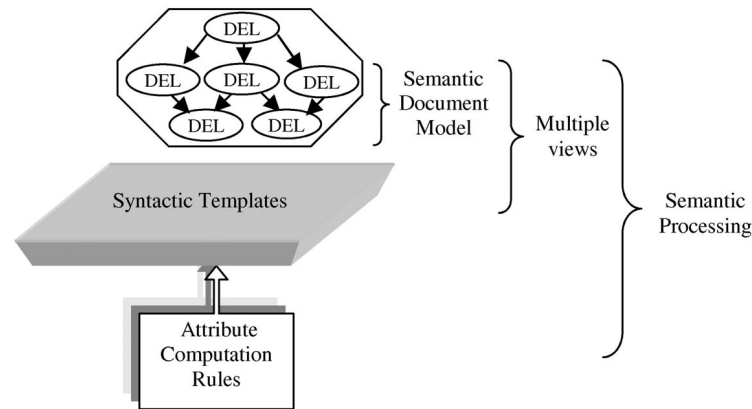 DEL
DEL
DEL
DEL
DEL
DEL
Semantic
Document
Model
Multiple
views
Semantic
Processing
Syntactic Templates
Attribute
Computation
Rules